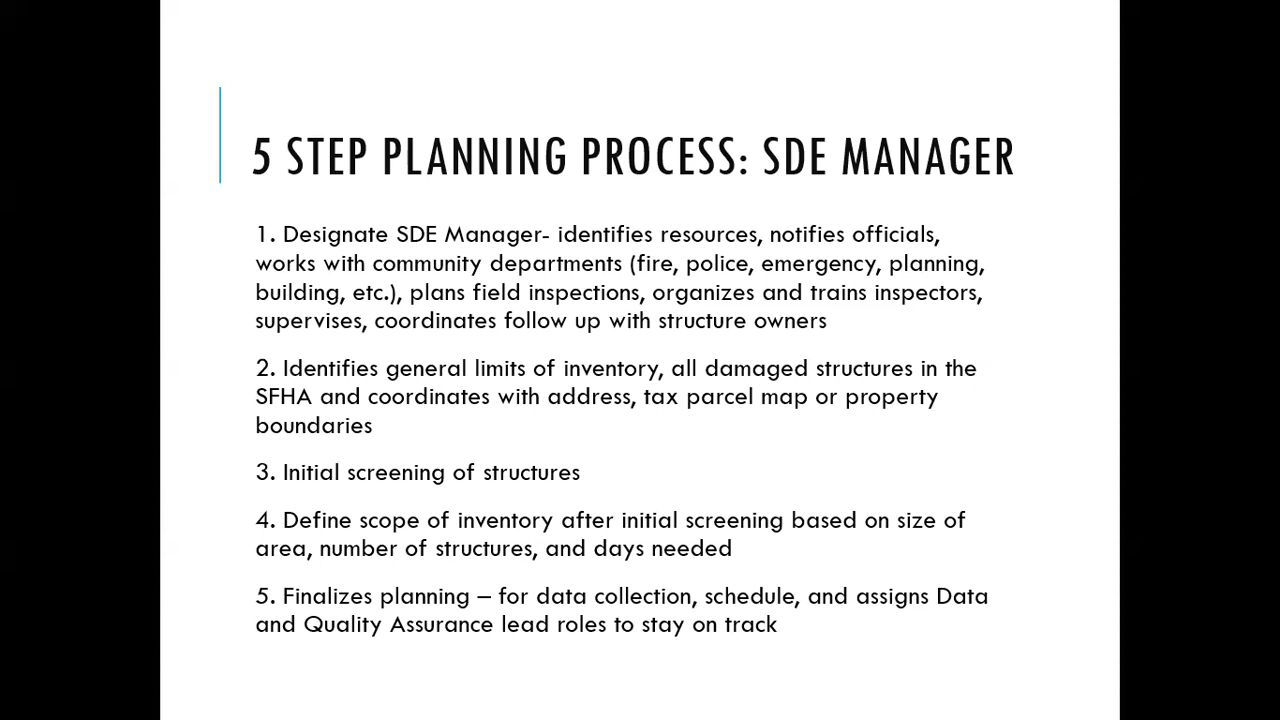 5 STEP PLANNING PROCESS: SDE MANAGER
1. Designate SDE Manager- identifies resources, notifies officials,
works with community departments (fire, police, emergency, planning,
building, etc.), plans field inspections, organizes and trains inspectors,
supervises, coordinates follow up with structure owners
2. Identifies general limits of inventory, all damaged structures in the
SFHA and coordinates with address, tax parcel map or property
boundaries
3. Initial screening of structures
4. Define scope of inventory after initial screening based on size of
area, number of structures, and days needed
5. Finalizes planning – for data collection, schedule, and assigns Data
and Quality Assurance lead roles to stay on track